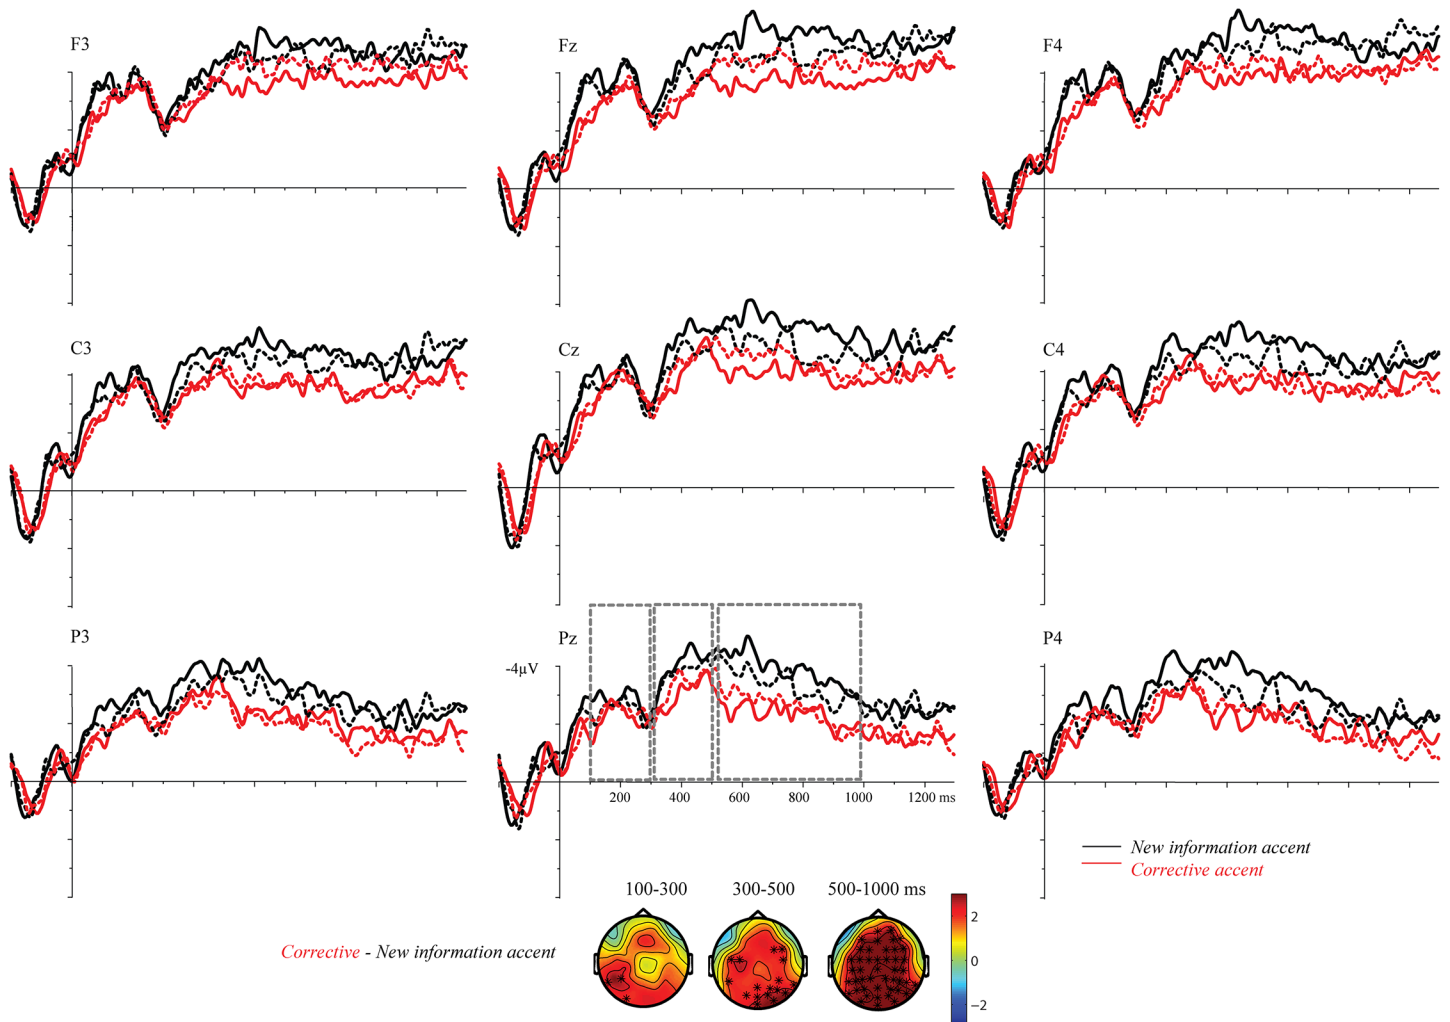 F3
Fz
F4
C3
Cz
C4
P3
Pz
P4
-4µV
200
400
600
800
1000
1200 ms
New information accent
Corrective accent
100-300
300-500
500-1000 ms
Corrective - New information accent
2
0
−2